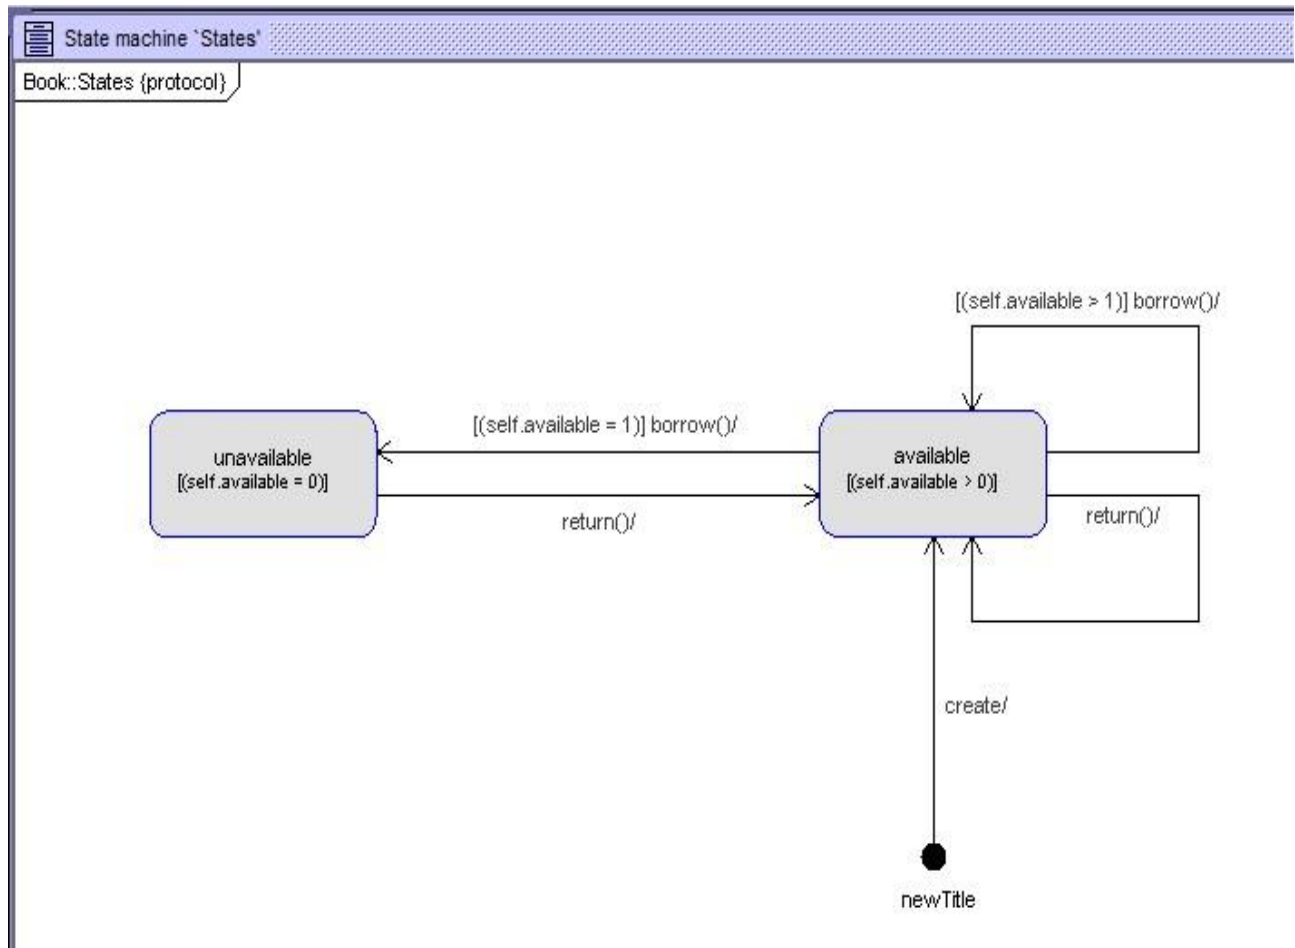 State machine `States'
Book::States {protocol}
[(self.available > 1)] borrow()/
[(self.available = 1)] borrow()/
unavailable
[(self.available = 0)]
available
[(self.available > 0)]
return()/
return()/
create/
newTitle